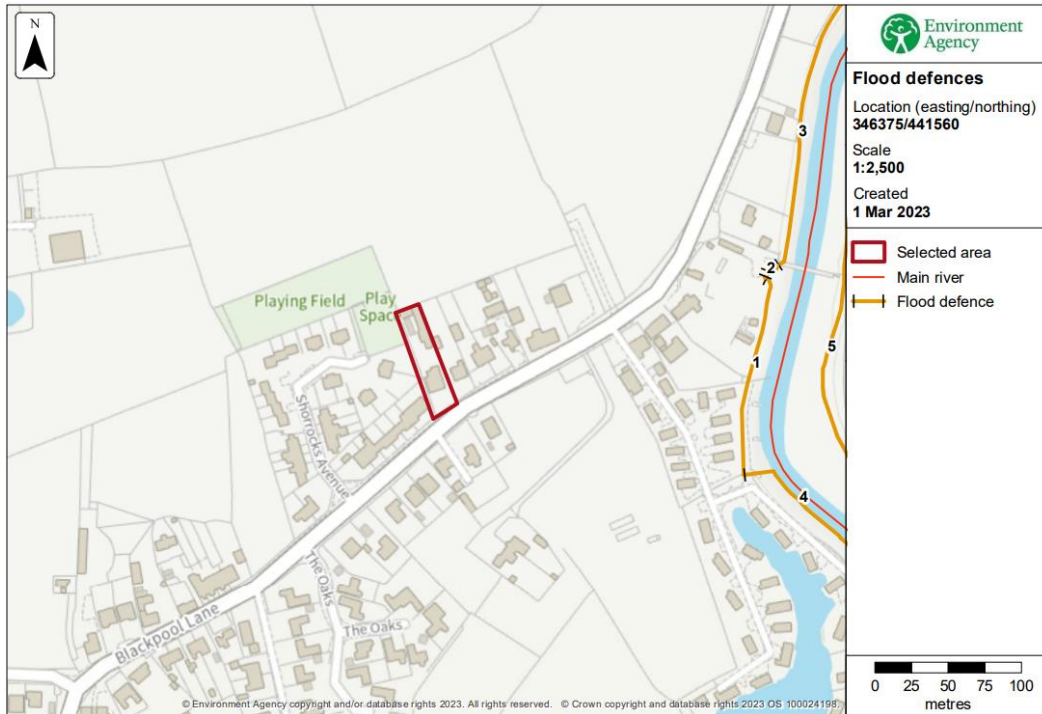 N
Playing Field
Play
Space
Shorrocks Avenue
The Oaks
The Oaks
Blackpool Lane
3
2
1
5
4
© Environment Agency copyright and/or database rights 2023. All rights reserved. © Crown copyright and database rights 2023 OS 100024198.
Environment
Agency
Flood defences
Location (easting/northing)
346375/441560
Scale
1:2,500
Created
1 Mar 2023
Selected area
Main river
Flood defence
0 25 50 75 100
metres